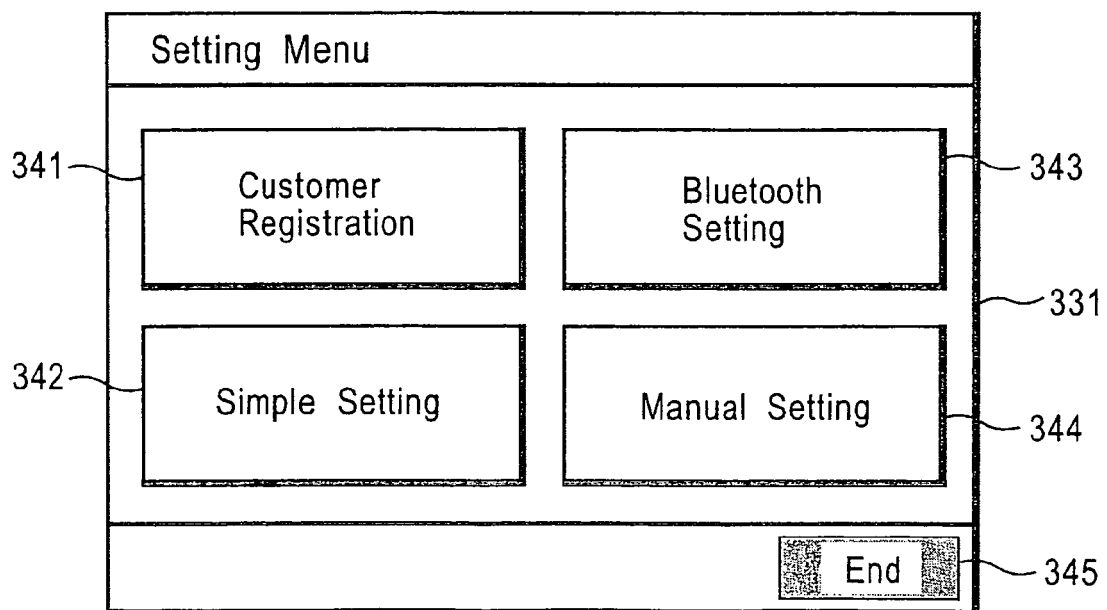 Setting Menu
341
Customer
Registration
Bluetooth
Setting
343
331
342
Simple Setting
Manual Setting
344
End
345